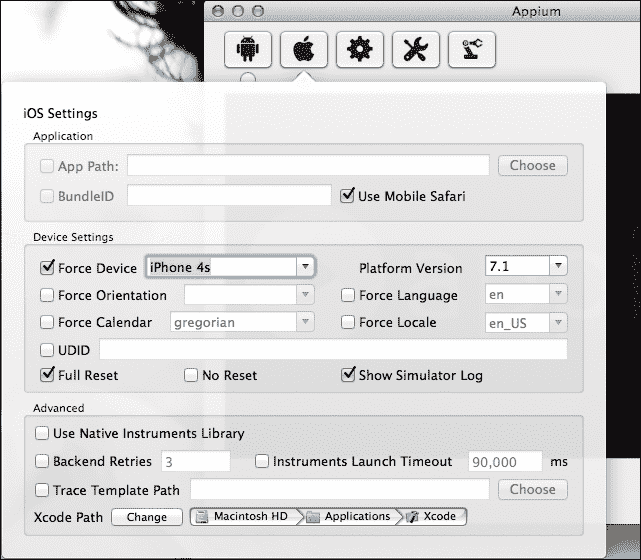 Appium
iOS Settings
Application
App Path: Choose
BundleID Use Mobile Safari
Device Settings
Force Device iPhone 4s Platform Version 7.1
Force Orientation Force Language en
Force Calendar gregorian Force Locale en_US
UDID
Full Reset No Reset Show Simulator Log
Advanced
Use Native Instruments Library
Backend Retries 3 Instruments Launch Timeout 90,000 ms
Trace Template Path Choose
Xcode Path Change Macintosh HD Applications Xcode